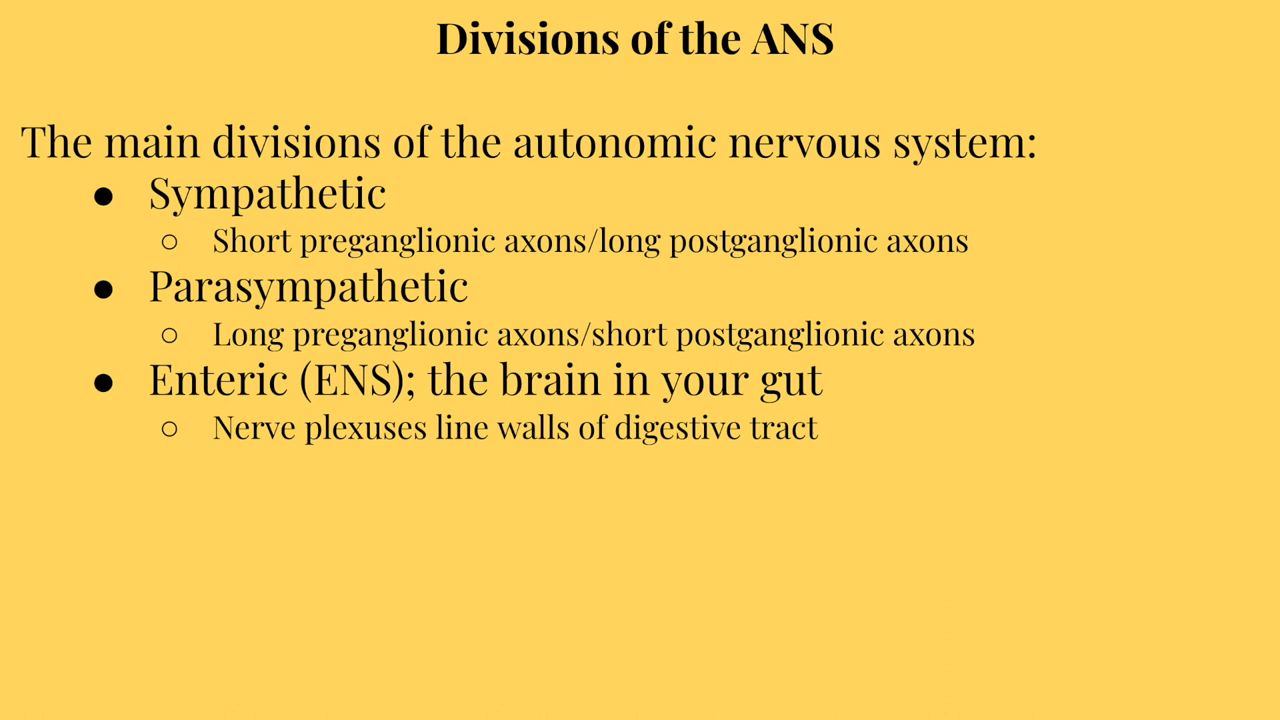 Divisions of the ANS
The main divisions of the autonomic nervous system:
● Sympathetic
○ Short preganglionic axons/long postganglionic axons
● Parasympathetic
○ Long preganglionic axons/short postganglionic axons
● Enteric (ENS); the brain in your gut
○ Nerve plexuses line walls of digestive tract